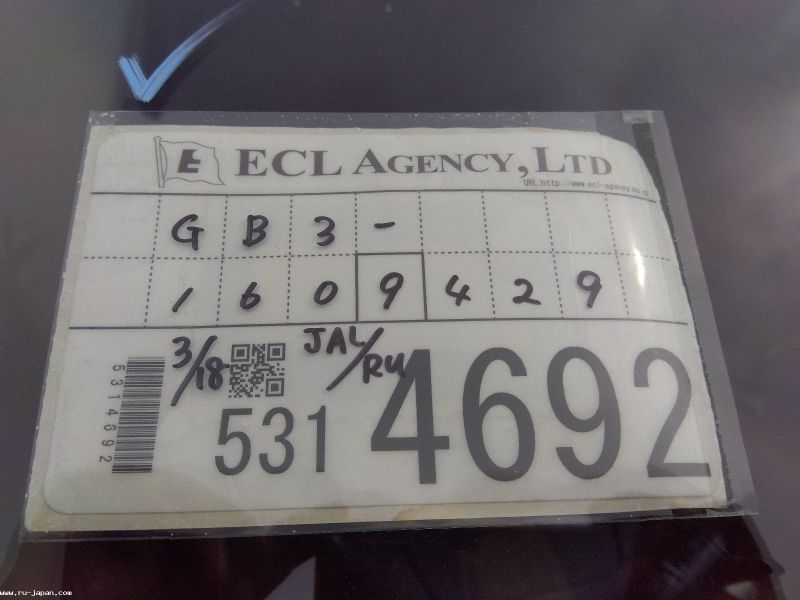 ECL AGENCY, LTD
URL:http://www.ecl-agency.co.jp
G B 3 -
1 6 0 9 4 2 9
3/18 JAL/RU
5314692
531 4692
www.ru-japan.com